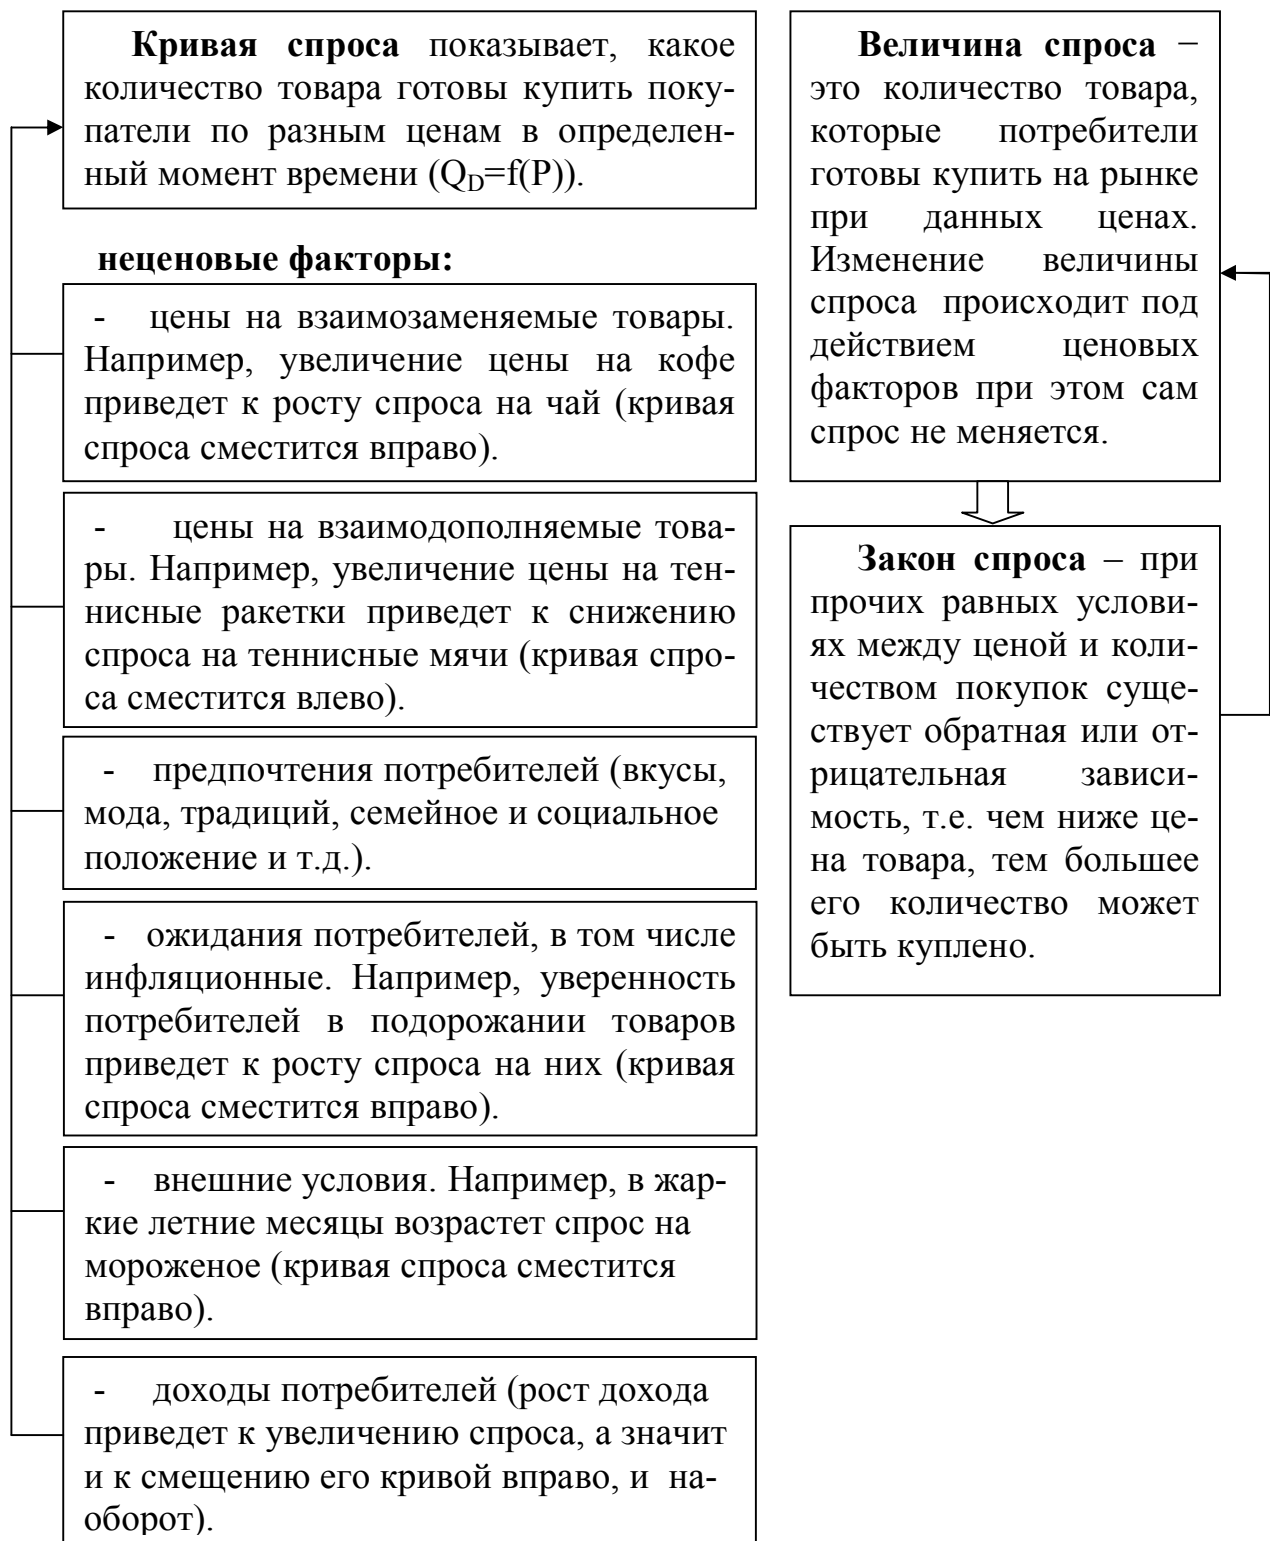 Кривая спроса показывает, какое
количество товара готовы купить поку-
патели по разным ценам в определен-
ный момент времени (QD=f(P)).
неценовые факторы:
- цены на взаимозаменяемые товары.
Например, увеличение цены на кофе
приведет к росту спроса на чай (кривая
спроса сместится вправо).
- цены на взаимодополняемые това-
ры. Например, увеличение цены на тен-
нисные ракетки приведет к снижению
спроса на теннисные мячи (кривая спро-
са сместится влево).
- предпочтения потребителей (вкусы,
мода, традиций, семейное и социальное
положение и т.д.).
- ожидания потребителей, в том числе
инфляционные. Например, уверенность
потребителей в подорожании товаров
приведет к росту спроса на них (кривая
спроса сместится вправо).
- внешние условия. Например, в жар-
кие летние месяцы возрастет спрос на
мороженое (кривая спроса сместится
вправо).
- доходы потребителей (рост дохода
приведет к увеличению спроса, а значит
и к смещению его кривой вправо, и на-
оборот).
Величина спроса −
это количество товара,
которые потребители
готовы купить на рынке
при данных ценах.
Изменение величины
спроса происходит под
действием ценовых
факторов при этом сам
спрос не меняется.
Закон спроса – при
прочих равных услови-
ях между ценой и коли-
чеством покупок суще-
ствует обратная или от-
рицательная зависи-
мость, т.е. чем ниже це-
на товара, тем большее
его количество может
быть куплено.